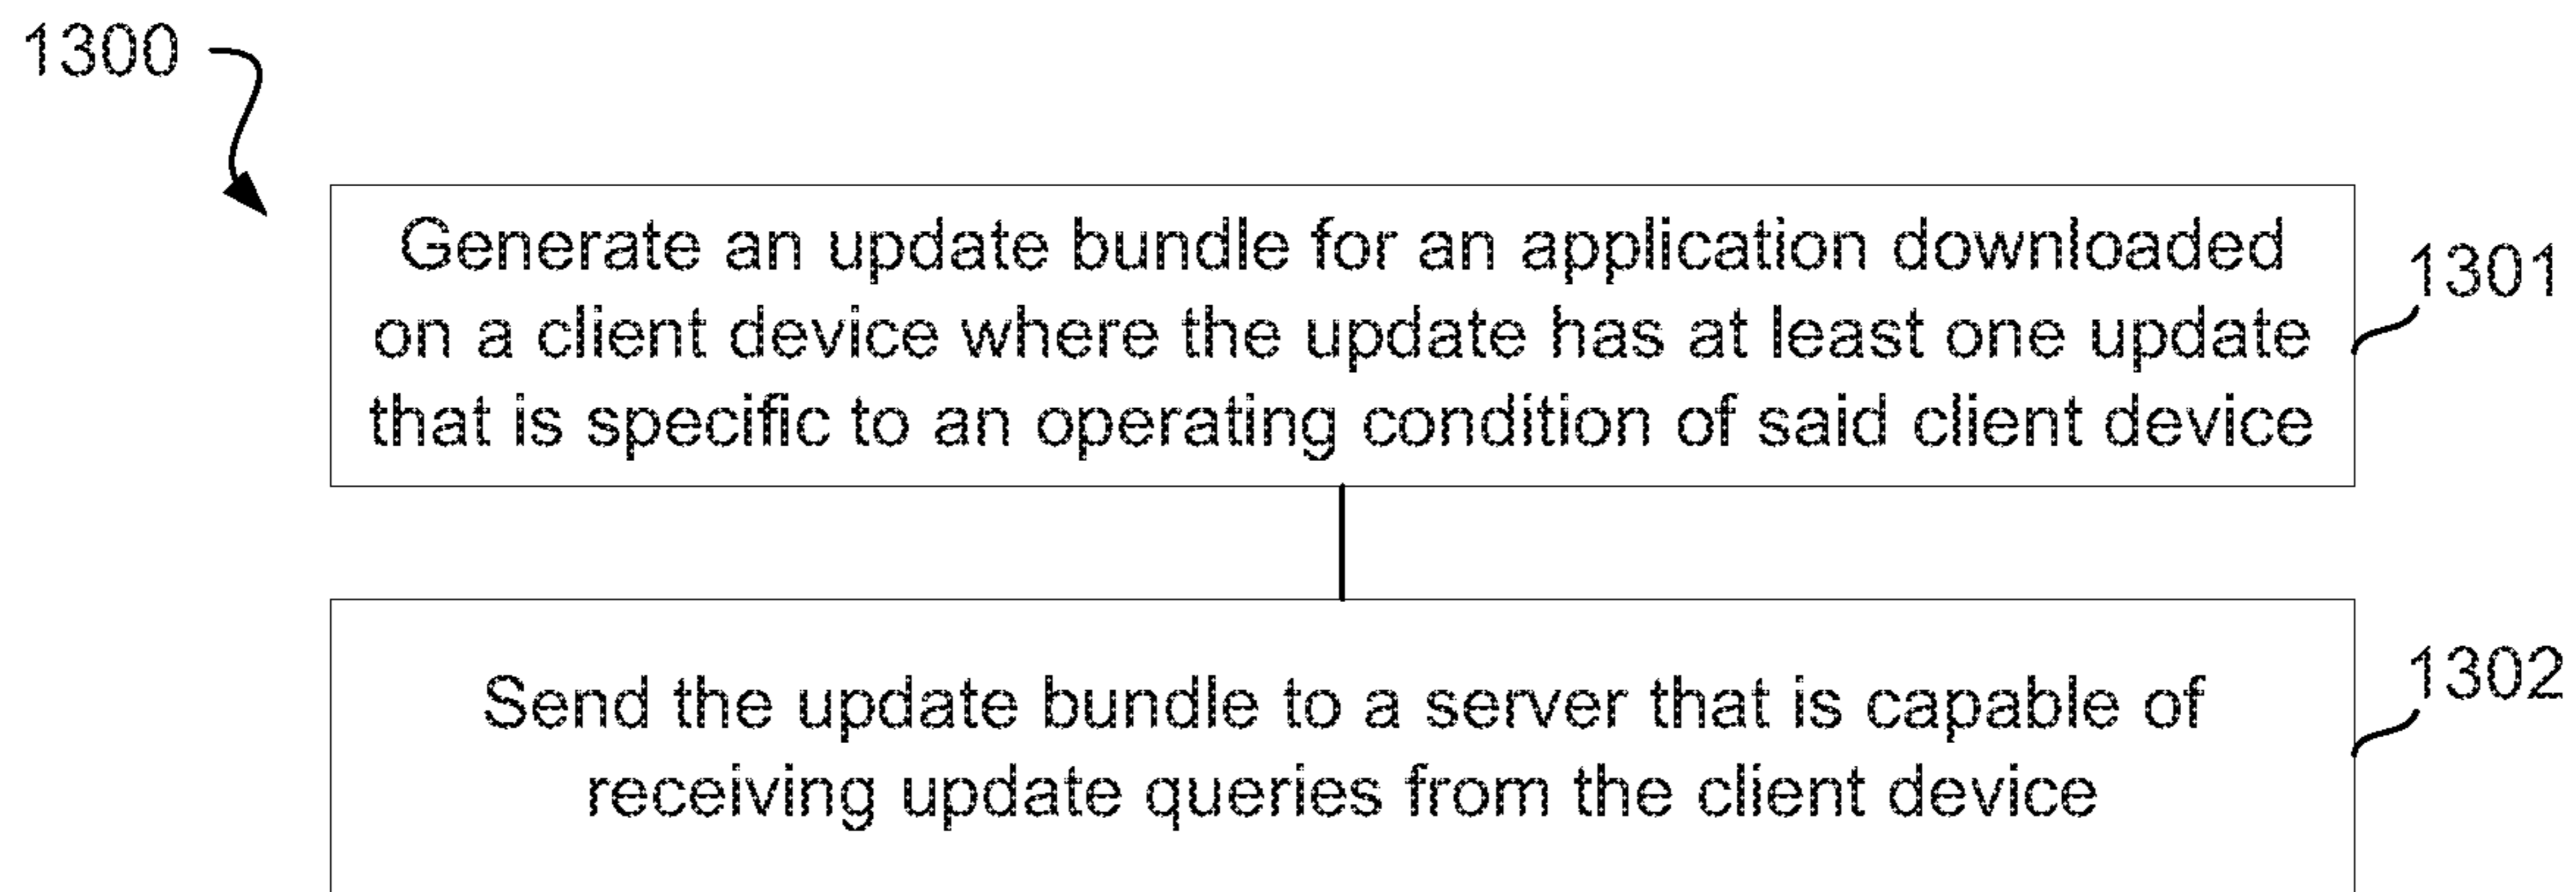 1300
Generate an update bundle for an application downloaded
on a client device where the update has at least one update
that is specific to an operating condition of said client device
1301
Send the update bundle to a server that is capable of
receiving update queries from the client device
1302